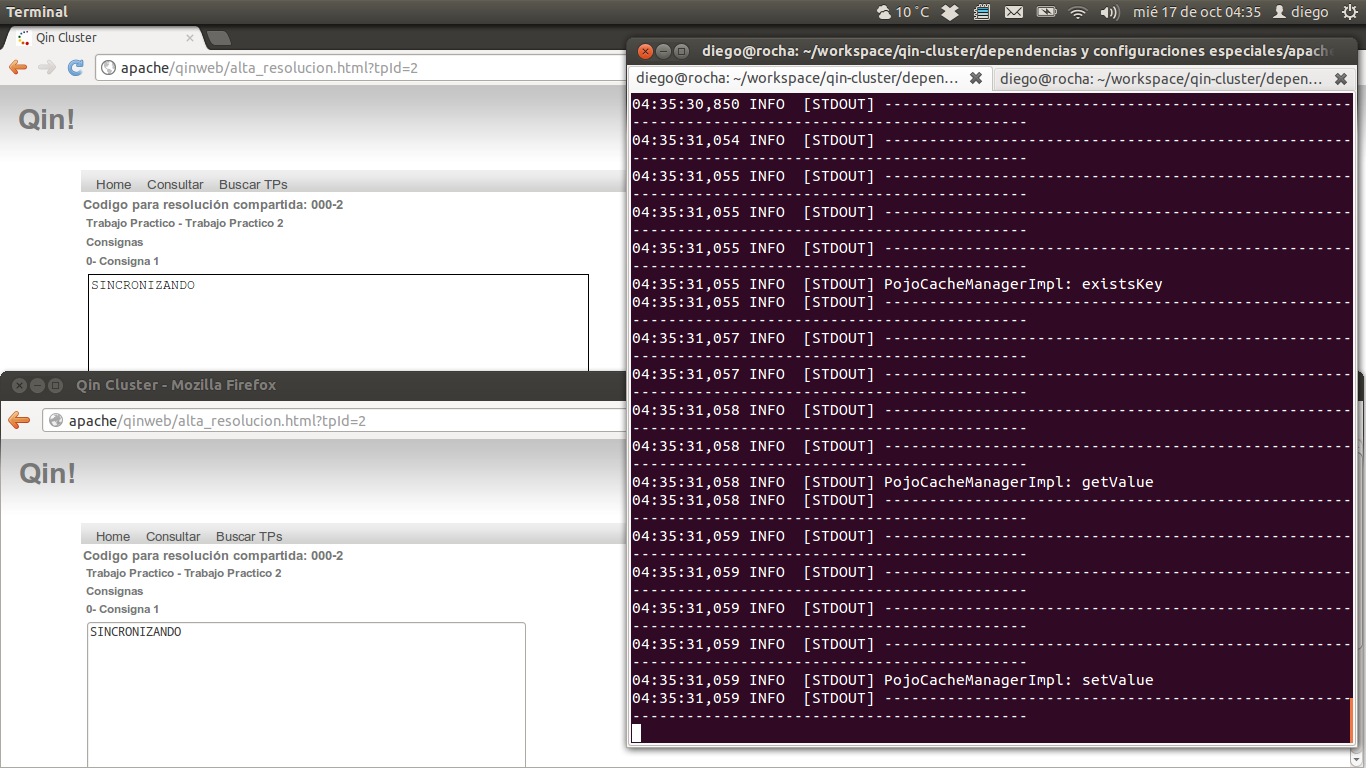 Terminal
10 °C
mié 17 de oct 04:35
diego
Qin Cluster
apache/qinweb/alta_resolucion.html?tpId=2
Qin!
Home Consultar Buscar TPs
Codigo para resolución compartida: 000-2
Trabajo Practico - Trabajo Practico 2
Consignas
0- Consigna 1
SINCRONIZANDO
Qin Cluster - Mozilla Firefox
apache/qinweb/alta_resolucion.html?tpId=2
Qin!
Home Consultar Buscar TPs
Codigo para resolución compartida: 000-2
Trabajo Practico - Trabajo Practico 2
Consignas
0- Consigna 1
SINCRONIZANDO
diego@rocha: ~/workspace/qin-cluster/dependencias y configuraciones especiales/apach
diego@rocha: ~/workspace/qin-cluster/depen... diego@rocha: ~/workspace/qin-cluster/depen...
04:35:30,850 INFO [STDOUT] ----------------------------------------------------
--------------------------------------------
04:35:31,054 INFO [STDOUT] ----------------------------------------------------
--------------------------------------------
04:35:31,055 INFO [STDOUT] ----------------------------------------------------
--------------------------------------------
04:35:31,055 INFO [STDOUT] ----------------------------------------------------
--------------------------------------------
04:35:31,055 INFO [STDOUT] ----------------------------------------------------
--------------------------------------------
04:35:31,055 INFO [STDOUT] PojoCacheManagerImpl: existsKey
04:35:31,055 INFO [STDOUT] ----------------------------------------------------
--------------------------------------------
04:35:31,057 INFO [STDOUT] ----------------------------------------------------
--------------------------------------------
04:35:31,057 INFO [STDOUT] ----------------------------------------------------
--------------------------------------------
04:35:31,058 INFO [STDOUT] ----------------------------------------------------
--------------------------------------------
04:35:31,058 INFO [STDOUT] ----------------------------------------------------
--------------------------------------------
04:35:31,058 INFO [STDOUT] PojoCacheManagerImpl: getValue
04:35:31,058 INFO [STDOUT] ----------------------------------------------------
--------------------------------------------
04:35:31,059 INFO [STDOUT] ----------------------------------------------------
--------------------------------------------
04:35:31,059 INFO [STDOUT] ----------------------------------------------------
--------------------------------------------
04:35:31,059 INFO [STDOUT] ----------------------------------------------------
--------------------------------------------
04:35:31,059 INFO [STDOUT] ----------------------------------------------------
--------------------------------------------
04:35:31,059 INFO [STDOUT] PojoCacheManagerImpl: setValue
04:35:31,059 INFO [STDOUT] ----------------------------------------------------
--------------------------------------------